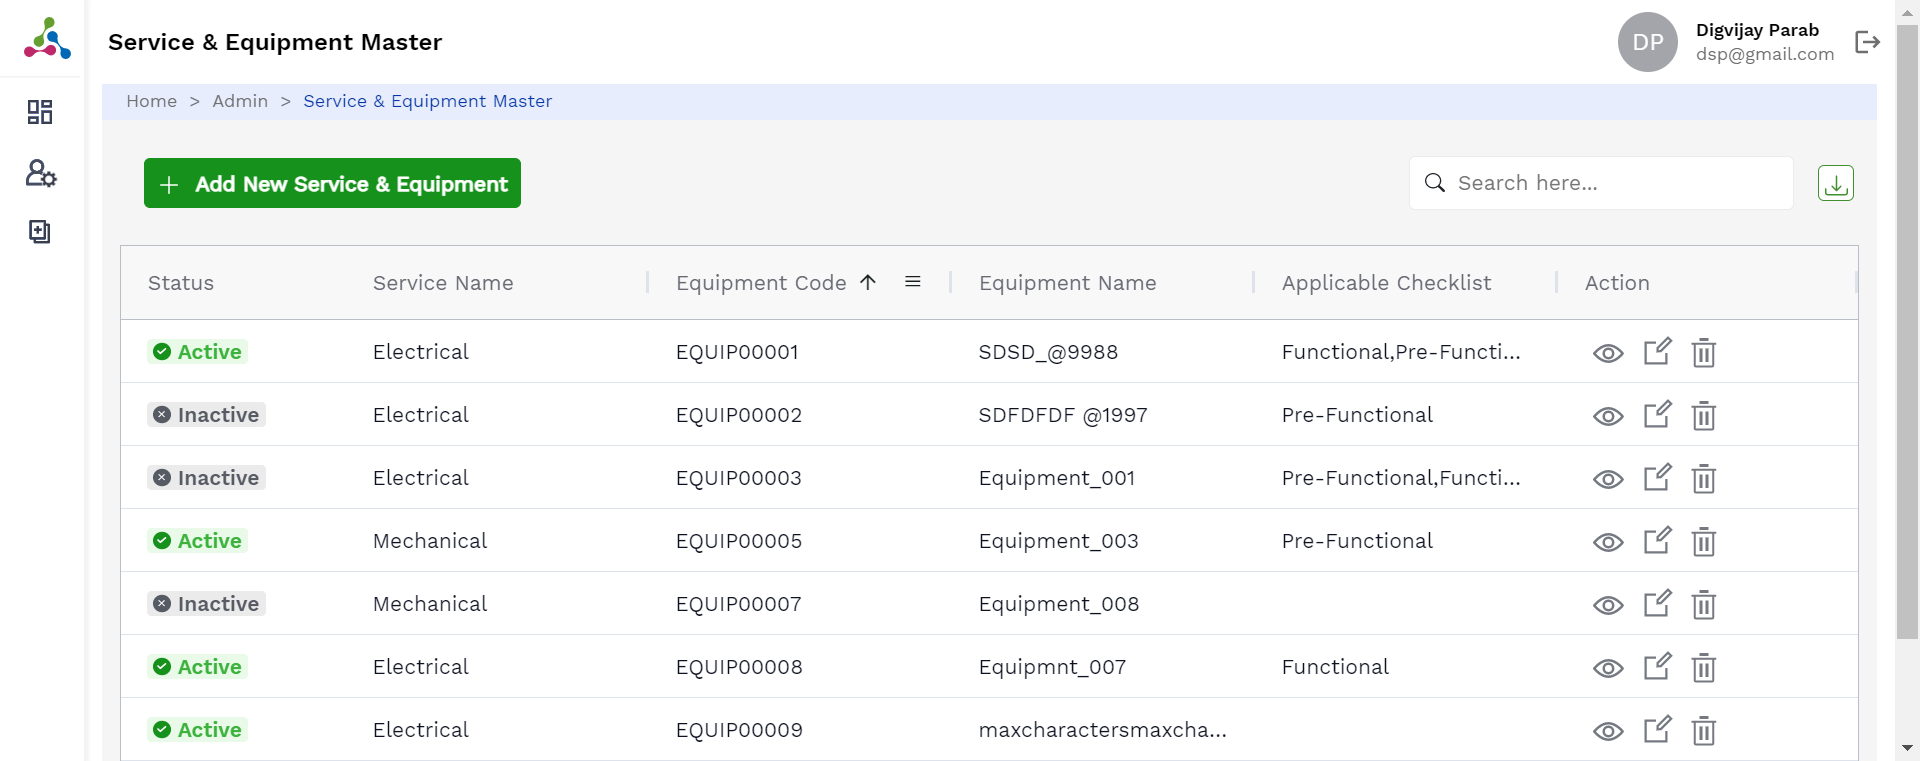 Service & Equipment Master
DP
Digvijay Parab
dsp@gmail.com
Home > Admin > Service & Equipment Master
+ Add New Service & Equipment
Search here...
Status Service Name Equipment Code Equipment Name Applicable Checklist Action
Active Electrical EQUIP00001 SDSD_@9988 Functional,Pre-Functi...
Inactive Electrical EQUIP00002 SDFDFDF @1997 Pre-Functional
Inactive Electrical EQUIP00003 Equipment_001 Pre-Functional,Functi...
Active Mechanical EQUIP00005 Equipment_003 Pre-Functional
Inactive Mechanical EQUIP00007 Equipment_008
Active Electrical EQUIP00008 Equipmnt_007 Functional
Active Electrical EQUIP00009 maxcharactersmaxcha...